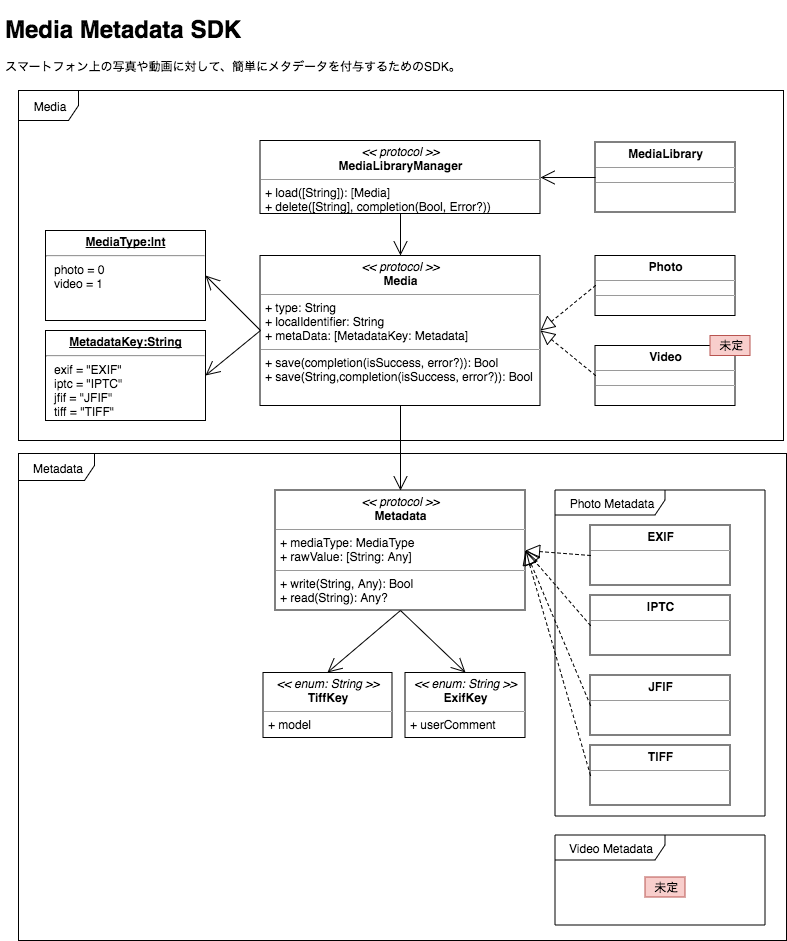 Media Metadata SDK
スマートフォン上の写真や動画に対して、簡単にメタデータを付与するためのSDK。
Media
<< protocol >>
MediaLibraryManager
+ load([String]): [Media]
+ delete([String], completion(Bool, Error?))
MediaLibrary
MediaType:Int
photo = 0
video = 1
MetadataKey:String
exif = "EXIF"
iptc = "IPTC"
jfif = "JFIF"
tiff = "TIFF"
<< protocol >>
Media
+ type: String
+ localIdentifier: String
+ metaData: [MetadataKey: Metadata]
+ save(completion(isSuccess, error?)): Bool
+ save(String,completion(isSuccess, error?)): Bool
Photo
未定
Video
Metadata
<< protocol >>
Metadata
+ mediaType: MediaType
+ rawValue: [String: Any]
+ write(String, Any): Bool
+ read(String): Any?
<< enum: String >>
TiffKey
+ model
<< enum: String >>
ExifKey
+ userComment
Photo Metadata
EXIF
IPTC
JFIF
TIFF
Video Metadata
未定